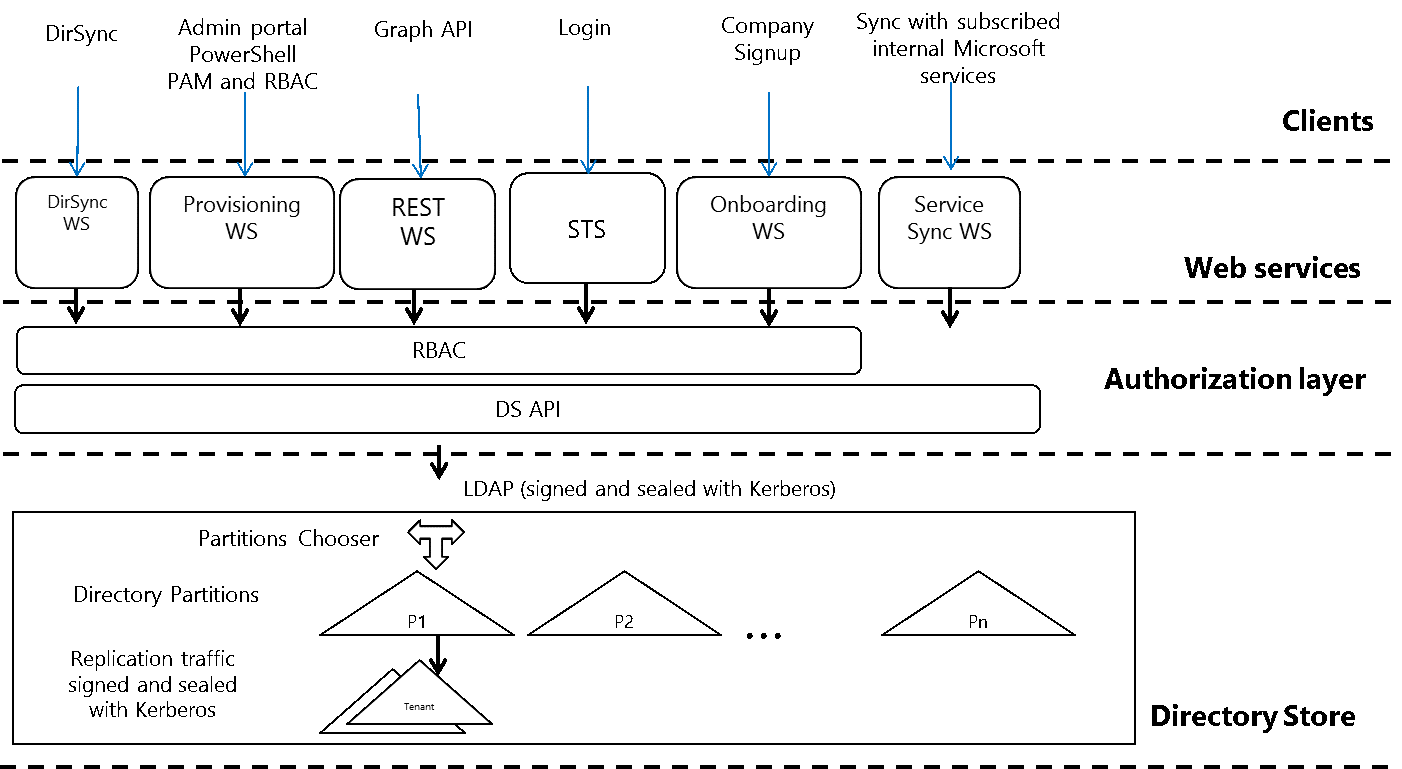 DirSync
Admin portal
PowerShell
PAM and RBAC
Graph API
Login
Company
Signup
Sync with subscribed
internal Microsoft
services
Clients
DirSync
WS
Provisioning
WS
REST
WS
STS
Onboarding
WS
Service
Sync WS
Web services
RBAC
Authorization layer
DS API
LDAP (signed and sealed with Kerberos)
Partitions Chooser
Directory Partitions
P1
P2
...
Pn
Replication traffic
signed and sealed
with Kerberos
Tenant
Directory Store